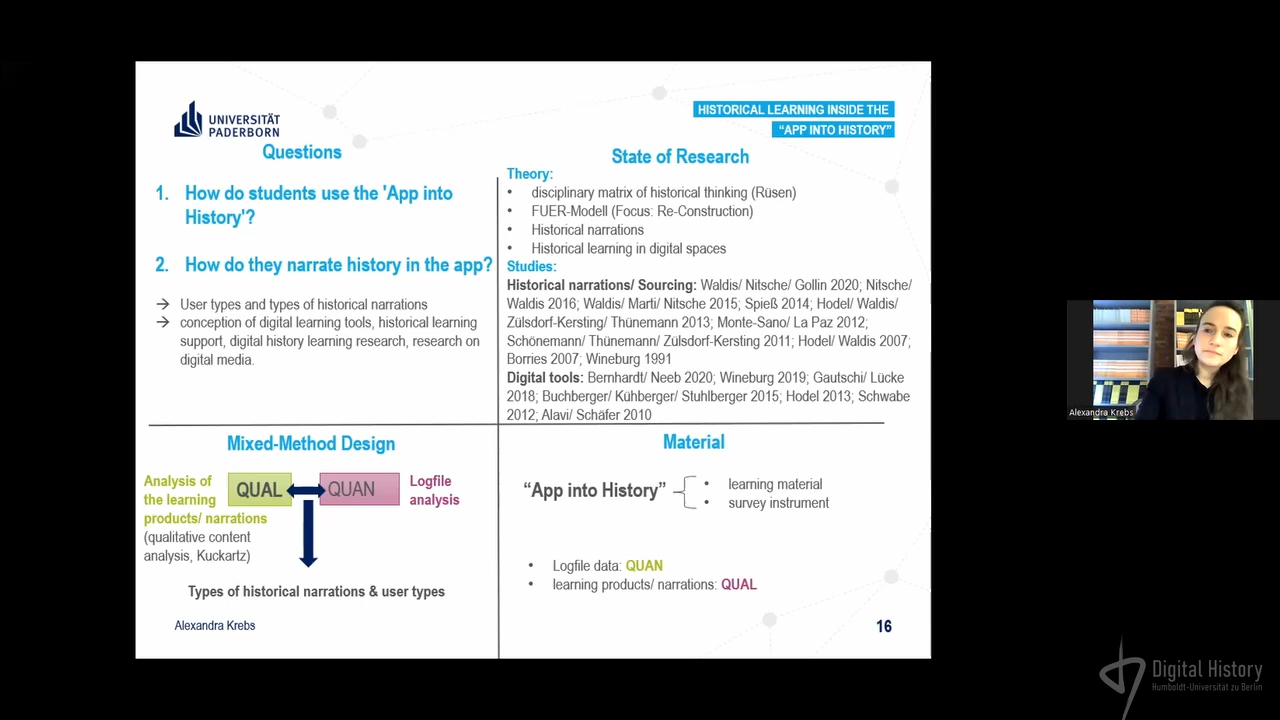 UNIVERSITÄT
PADERBORN
HISTORICAL LEARNING INSIDE THE
“APP INTO HISTORY”
Questions
1. How do students use the 'App into
History'?
2. How do they narrate history in the app?
→ User types and types of historical narrations
→ conception of digital learning tools, historical learning
support, digital history learning research, research on
digital media.
State of Research
Theory:
• disciplinary matrix of historical thinking (Rüsen)
• FUER-Modell (Focus: Re-Construction)
• Historical narrations
• Historical learning in digital spaces
Studies:
Historical narrations/ Sourcing: Waldis/ Nitsche/ Gollin 2020; Nitsche/
Waldis 2016; Waldis/ Marti/ Nitsche 2015; Spieß 2014; Hodel/ Waldis/
Zülsdorf-Kersting/ Thünemann 2013; Monte-Sano/ La Paz 2012;
Schönemann/ Thünemann/ Zülsdorf-Kersting 2011; Hodel/ Waldis 2007;
Borries 2007; Wineburg 1991
Digital tools: Bernhardt/ Neeb 2020; Wineburg 2019; Gautschi/ Lücke
2018; Buchberger/ Kühberger/ Stuhlberger 2015; Hodel 2013; Schwabe
2012; Alavi/ Schäfer 2010
Mixed-Method Design
Analysis of
the learning
products/ narrations
(qualitative content
analysis, Kuckartz)
QUAL
QUAN
Logfile
analysis
Types of historical narrations & user types
Material
“App into History”
• learning material
• survey instrument
• Logfile data: QUAN
• learning products/ narrations: QUAL
Alexandra Krebs
16
Alexandra Krebs
Digital History
Humboldt-Universität zu Berlin